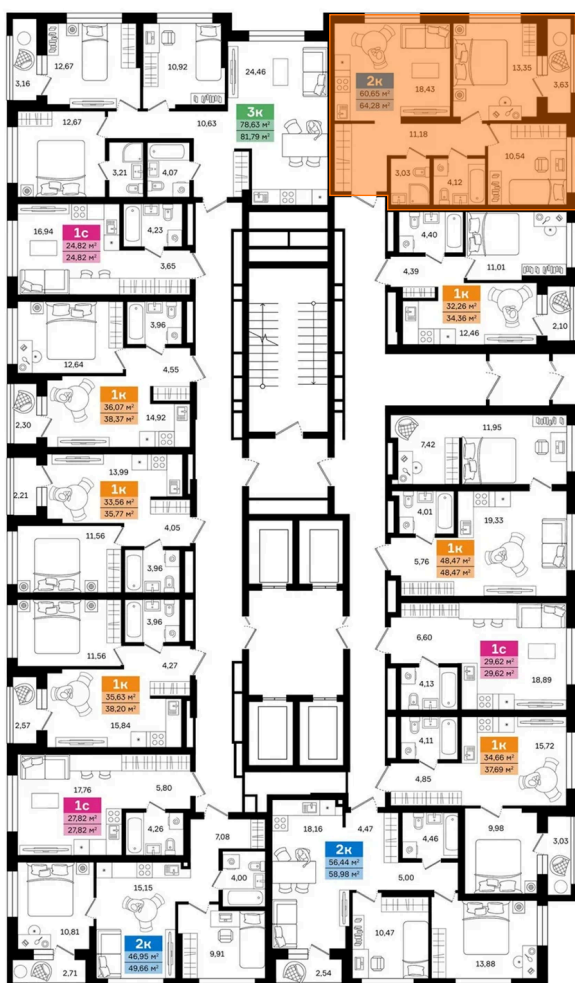 3,16
12,67
10,92
24,46
3к
78,63 м²
81,79 м²
12,67
10,63
3,21
4,07
2к
60,65 м²
64,28 м²
18,43
13,35
3,63
11,18
10,54
3,03
4,12
16,94
1с
24,82 м²
24,82 м²
4,23
3,65
4,40
4,39
11,01
1к
32,26 м²
34,36 м²
12,46
2,10
3,96
12,64
4,55
1к
36,07 м²
38,37 м²
2,30
14,92
13,99
2,21
1к
33,56 м²
35,77 м²
4,05
11,56
3,96
7,42
11,95
4,01
19,33
5,76
1к
48,47 м²
48,47 м²
3,96
11,56
4,27
1к
35,63 м²
38,20 м²
2,57
15,84
6,60
1с
29,62 м²
29,62 м²
4,13
18,89
4,11
1к
34,66 м²
37,69 м²
15,72
4,85
17,76
5,80
1с
27,82 м²
27,82 м²
4,26
7,08
4,00
15,15
10,81
2к
46,95 м²
49,66 м²
2,71
9,91
18,16
4,47
2к
56,44 м²
58,98 м²
4,46
5,00
9,98
3,03
10,47
2,54
13,88